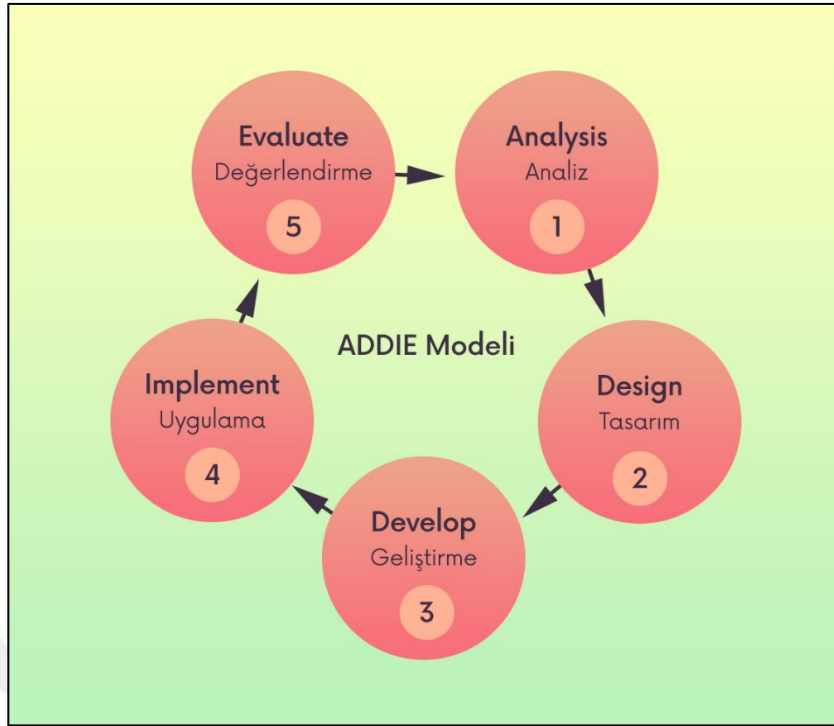 Evaluate
Değerlendirme
5
Analysis
Analiz
1
ADDIE Modeli
Implement
Uygulama
4
Design
Tasarım
2
Develop
Geliştirme
3